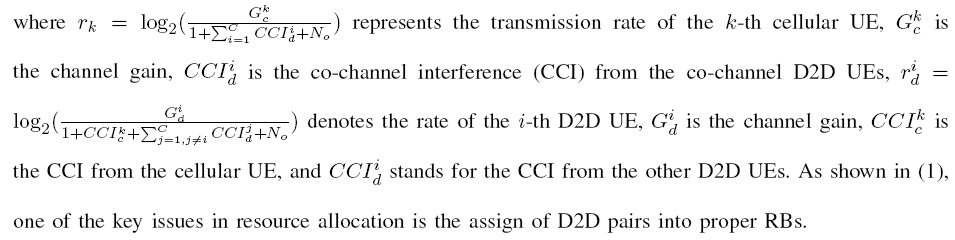 where r_k = log_2(\frac{G_c^k}{1+\sum_{i=1}^{C} CCI_d^i+N_o}) represents the transmission rate of the k-th cellular UE, G_c^k is
the channel gain, CCI_d^i is the co-channel interference (CCI) from the co-channel D2D UEs, r_d^i =
log_2(\frac{G_d^i}{1+CCI_c^k+\sum_{j=1,j≠i}^{C} CCI_d^j+N_o}) denotes the rate of the i-th D2D UE, G_d^i is the channel gain, CCI_c^k is
the CCI from the cellular UE, and CCI_d^i stands for the CCI from the other D2D UEs. As shown in (1),
one of the key issues in resource allocation is the assign of D2D pairs into proper RBs.